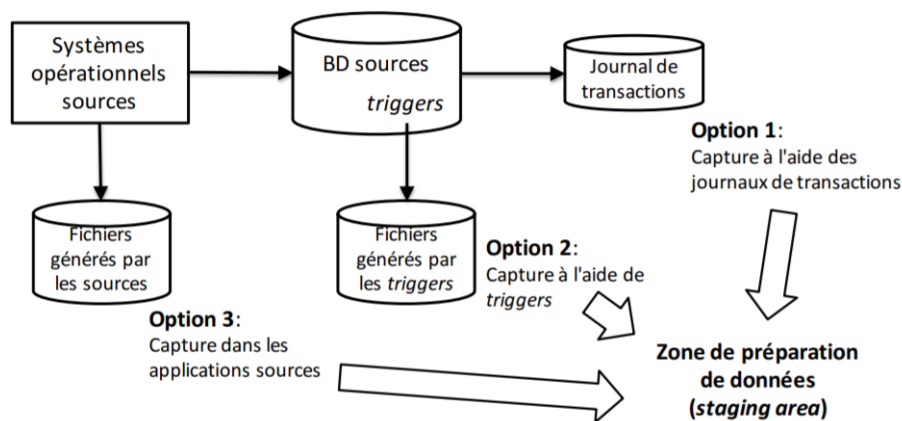 Systèmes
opérationnels
sources
BD sources
triggers
Journal de
transactions
Option 1:
Capture à l'aide des
journaux de transactions
Fichiers
générés par
les sources
Fichiers
générés par
les triggers
Option 2:
Capture à l'aide de
triggers
Option 3:
Capture dans les
applications sources
Zone de préparation
de données
(staging area)